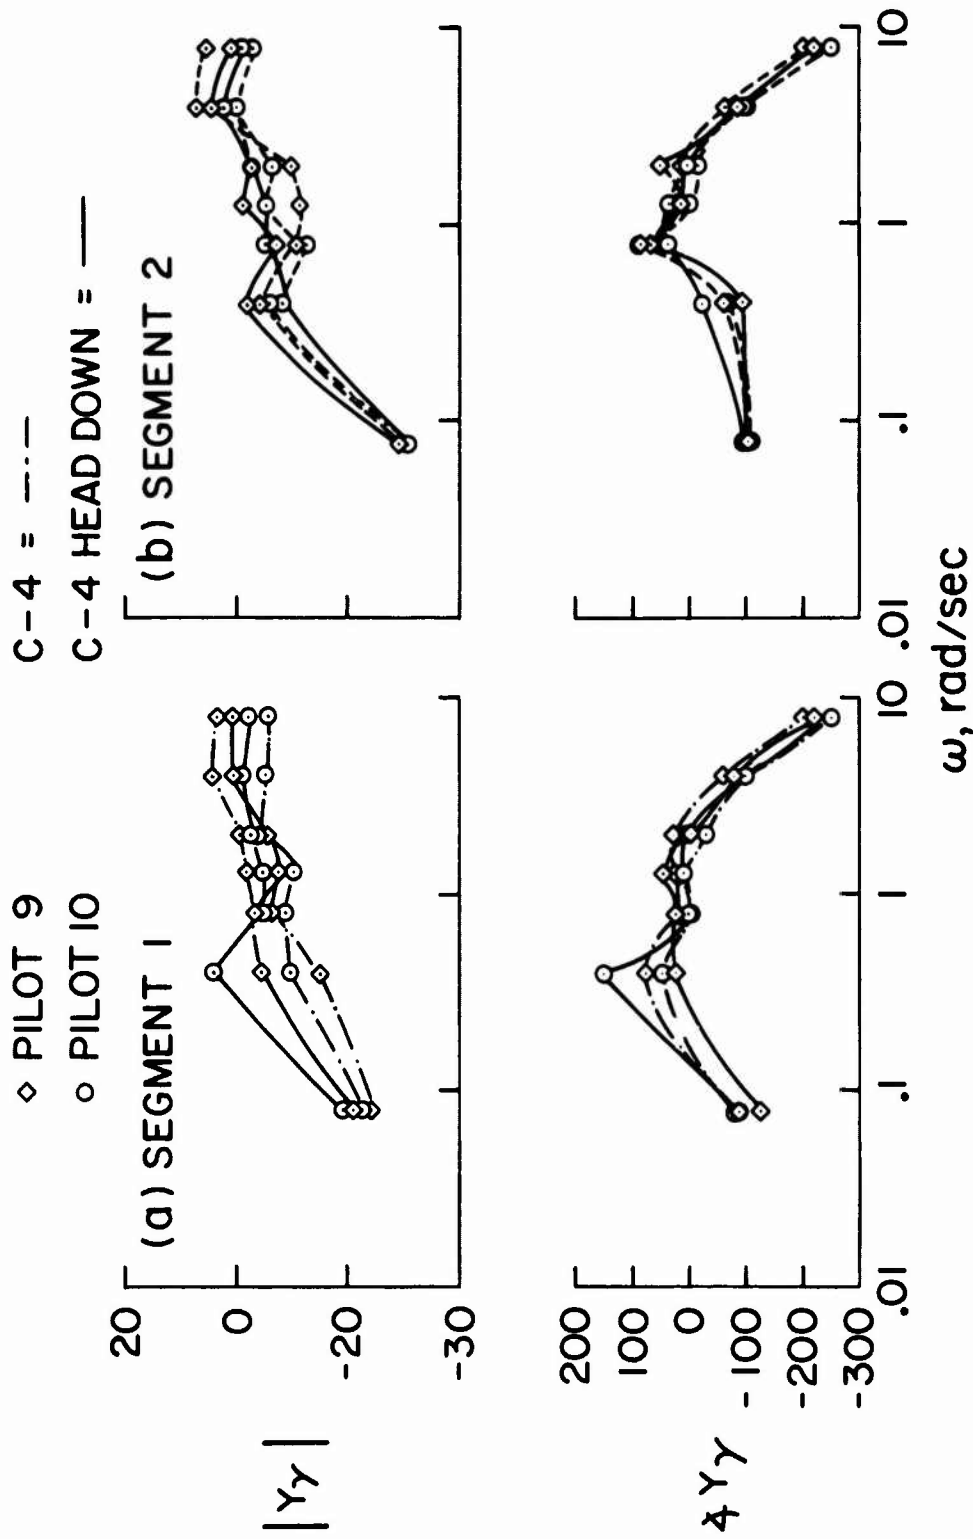 ◇ PILOT 9
○ PILOT 10
C-4 = —·—·—
C-4 HEAD DOWN = ———
(a) SEGMENT 1
(b) SEGMENT 2
|Yγ|
20
0
-20
-30
∡Yγ
200
100
0
-100
-200
-300
.01
.1
1
10
.01
.1
1
10
ω, rad/sec